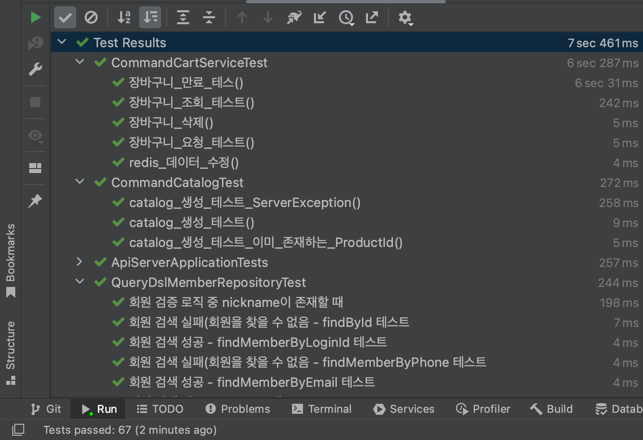 Test Results 7 sec 461 ms
CommandCartServiceTest 6 sec 287 ms
장바구니_만료_테스() 6 sec 31 ms
장바구니_조회_테스트() 242 ms
장바구니_삭제() 5 ms
장바구니_요청_테스트() 5 ms
redis_데이터_수정() 4 ms
CommandCatalogTest 272 ms
catalog_생성_테스트_ServerException() 258 ms
catalog_생성_테스트() 9 ms
catalog_생성_테스트_이미_존재하는_ProductId() 5 ms
ApiServerApplicationTests 257 ms
QueryDslMemberRepositoryTest 244 ms
회원 검증 로직 중 nickname이 존재할 때 198 ms
회원 검색 실패(회원을 찾을 수 없음 - findById 테스트 7 ms
회원 검색 성공 - findMemberByLoginId 테스트 4 ms
회원 검색 실패(회원을 찾을 수 없음 - findMemberByPhone 테스트 4 ms
회원 검색 성공 - findMemberByEmail 테스트 4 ms
Bookmarks
Structure
Git Run TODO Problems Terminal Services Profiler Build Datab
Tests passed: 67 (2 minutes ago)